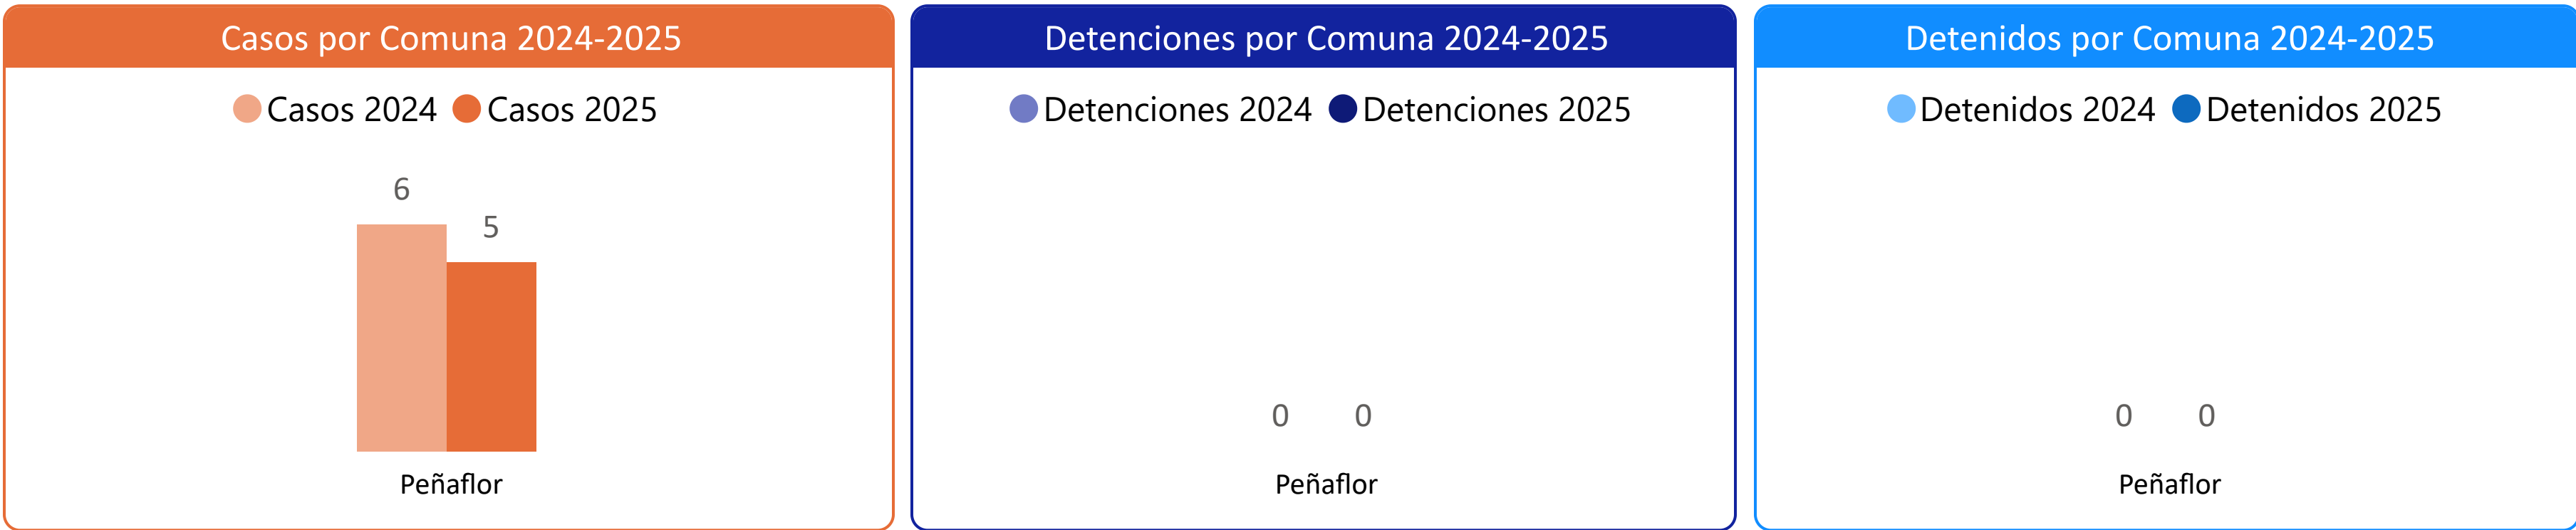 Casos por Comuna 2024-2025
Casos 2024 Casos 2025
6
5
Peñaflor
Detenciones por Comuna 2024-2025
Detenciones 2024 Detenciones 2025
0 0
Peñaflor
Detenidos por Comuna 2024-2025
Detenidos 2024 Detenidos 2025
0 0
Peñaflor